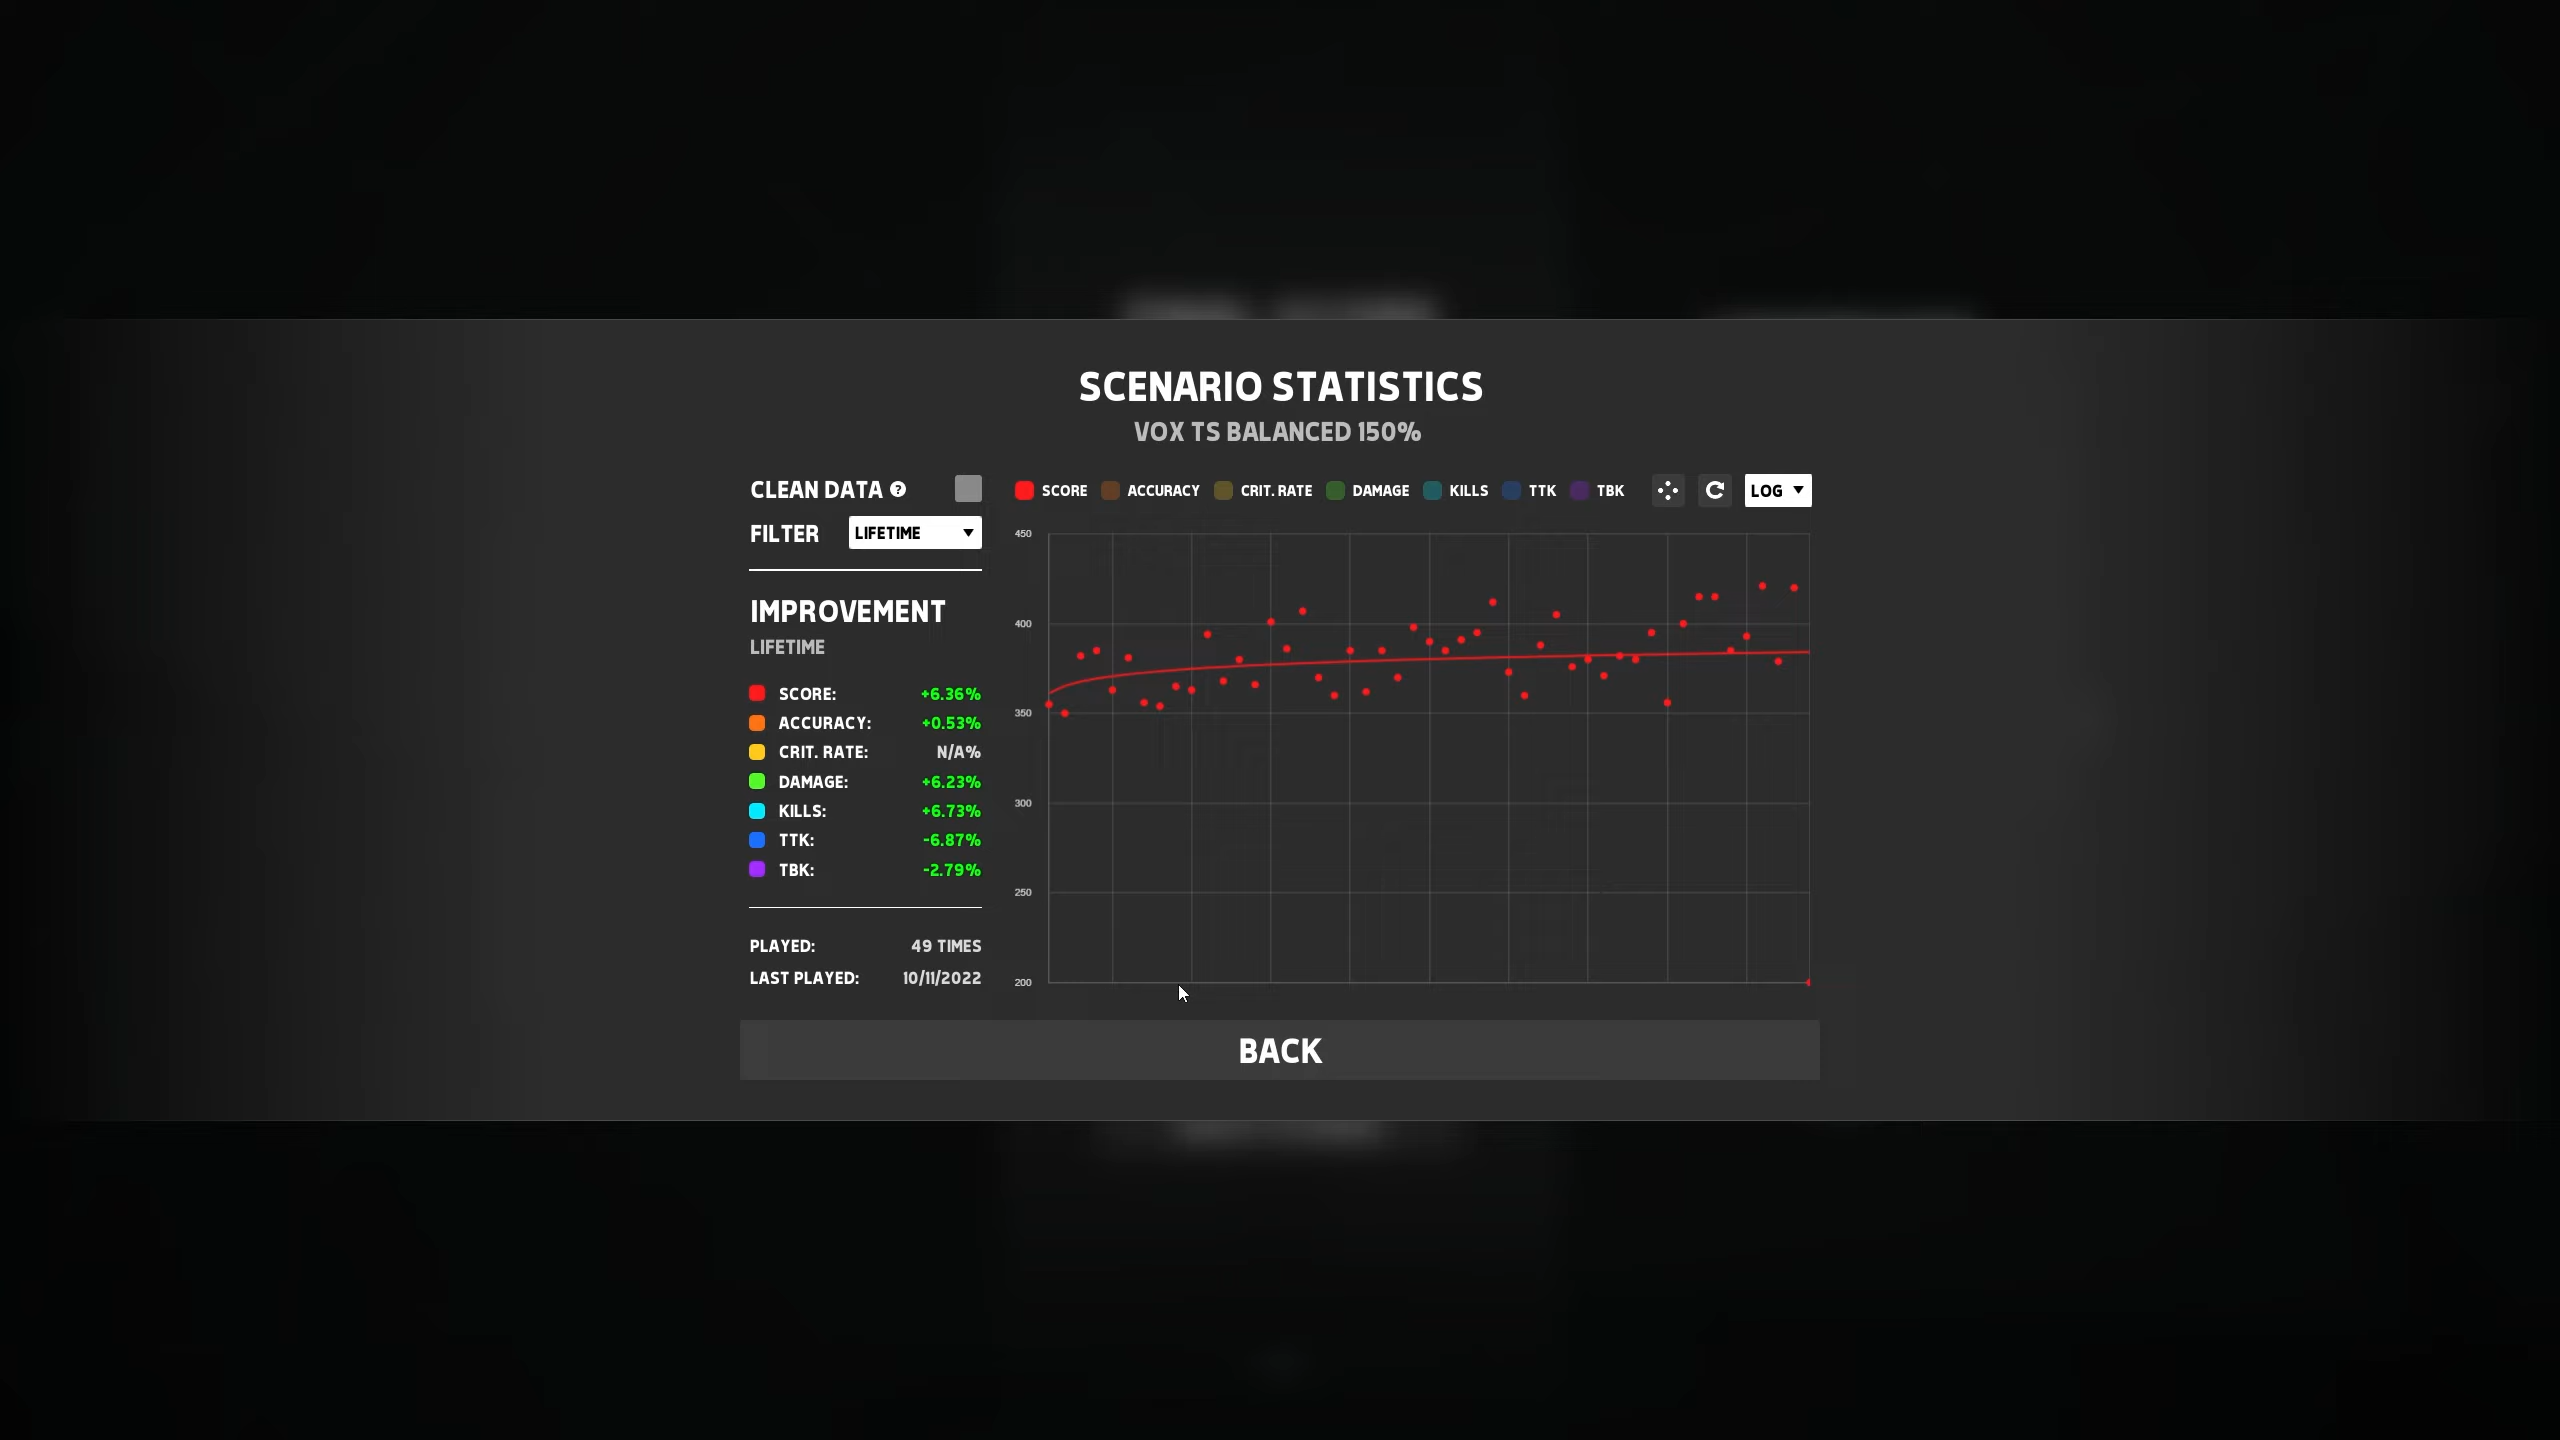 SCENARIO STATISTICS
VOX TS BALANCED 150%
CLEAN DATA ?
FILTER LIFETIME
IMPROVEMENT
LIFETIME
SCORE: +6.36%
ACCURACY: +0.53%
CRIT. RATE: N/A%
DAMAGE: +6.23%
KILLS: +6.73%
TTK: -6.87%
TBK: -2.79%
PLAYED: 49 TIMES
LAST PLAYED: 10/11/2022
SCORE ACCURACY CRIT. RATE DAMAGE KILLS TTK TBK LOG
450
400
350
300
250
200
BACK